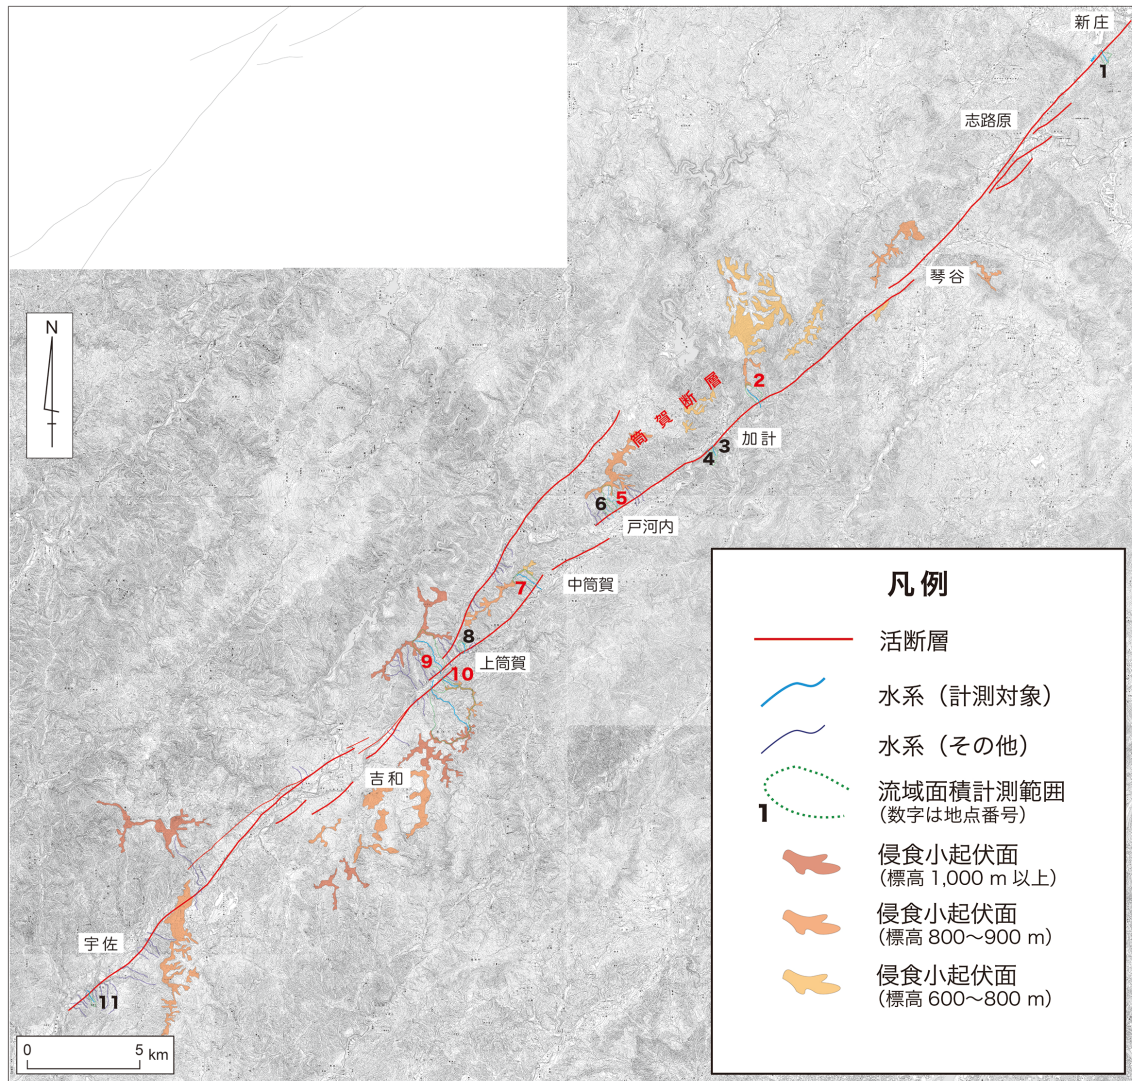 新庄
1
志路原
琴谷
N
2
筒賀断層
3
加計
4
5
6
戸河内
7
中筒賀
8
9
上筒賀
10
吉和
宇佐
11
0 5 km
凡例
活断層
水系（計測対象）
水系（その他）
流域面積計測範囲
1
（数字は地点番号）
侵食小起伏面
（標高 1,000 m 以上）
侵食小起伏面
（標高 800～900 m）
侵食小起伏面
（標高 600～800 m）